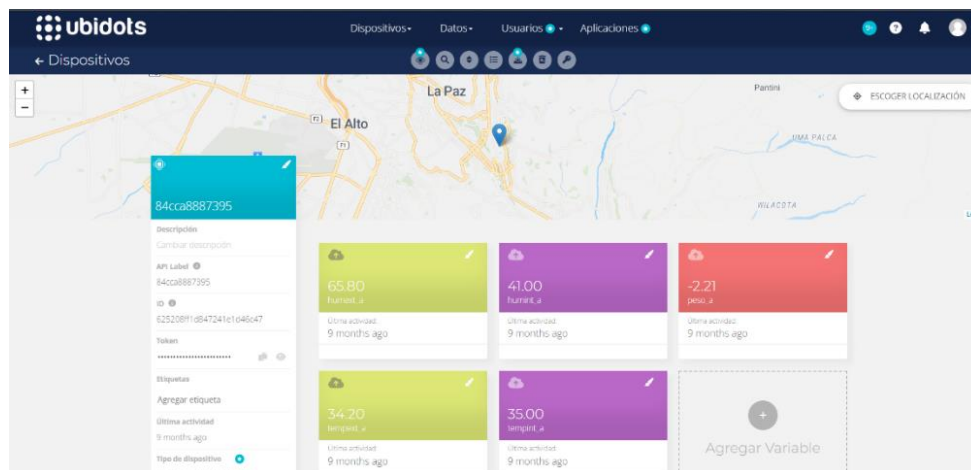 ubidots
Dispositivos
Datos
Usuarios
Aplicaciones
← Dispositivos
+
−
La Paz
El Alto
Pantini
UMA PALCA
WILACOTA
ESCOGER LOCALIZACIÓN
84cca8887395
Descripción
Cambiar descripción
API Label
84cca8887395
ID
Token
Etiquetas
Agregar etiqueta
Última actividad
9 months ago
Tipo de dispositivo
65.80
humext_a
Última actividad:
9 months ago
41.00
humint_a
Última actividad:
9 months ago
-2.21
peso_a
Última actividad:
9 months ago
34.20
tempext_a
Última actividad:
9 months ago
35.00
tempint_a
Última actividad:
9 months ago
+
Agregar Variable